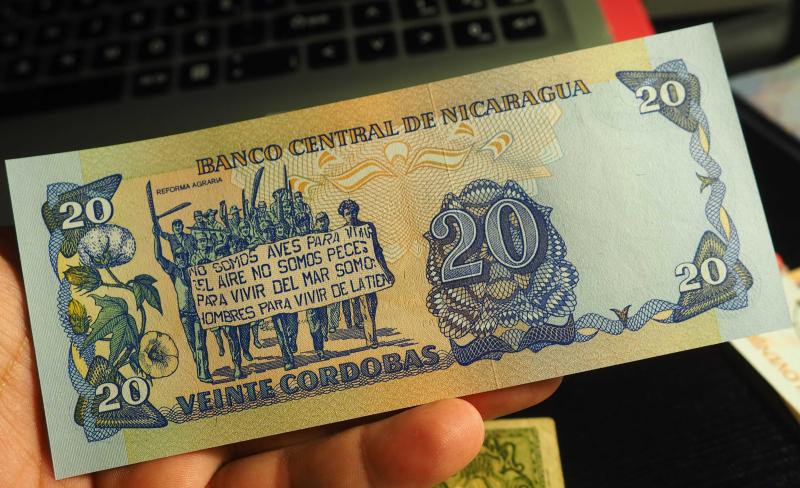 BANCO CENTRAL DE NICARAGUA
20
20
REFORMA AGRARIA
NO SOMOS AVES PARA VIVIR
DEL AIRE NO SOMOS PECES
PARA VIVIR DEL MAR SOMOS
HOMBRES PARA VIVIR DE LA TIERRA
20
20
20
VEINTE CORDOBAS